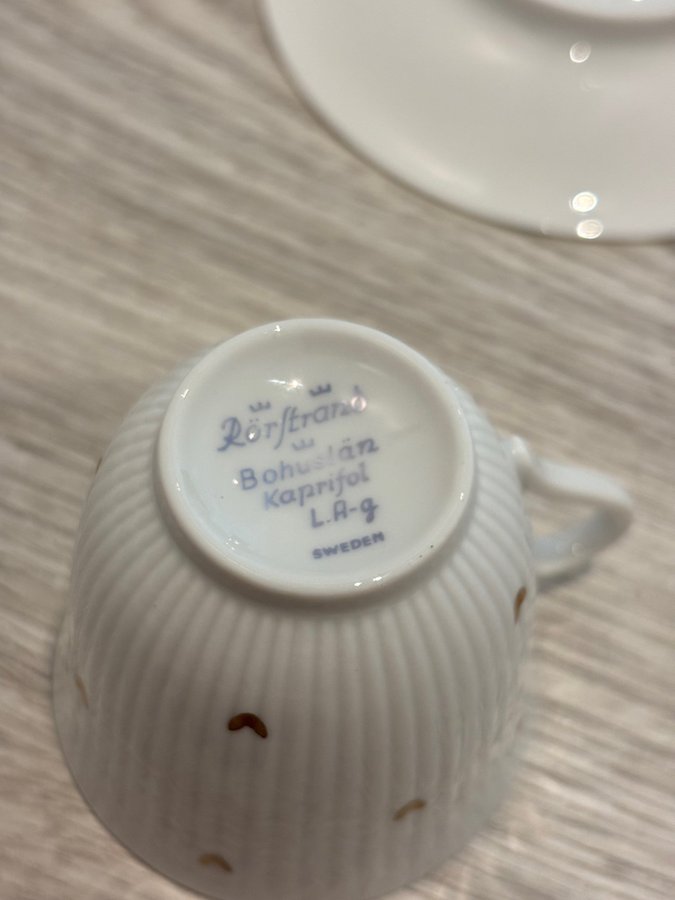 Rörstrand
Bohuslän
Kaprifol
L.A-g
SWEDEN